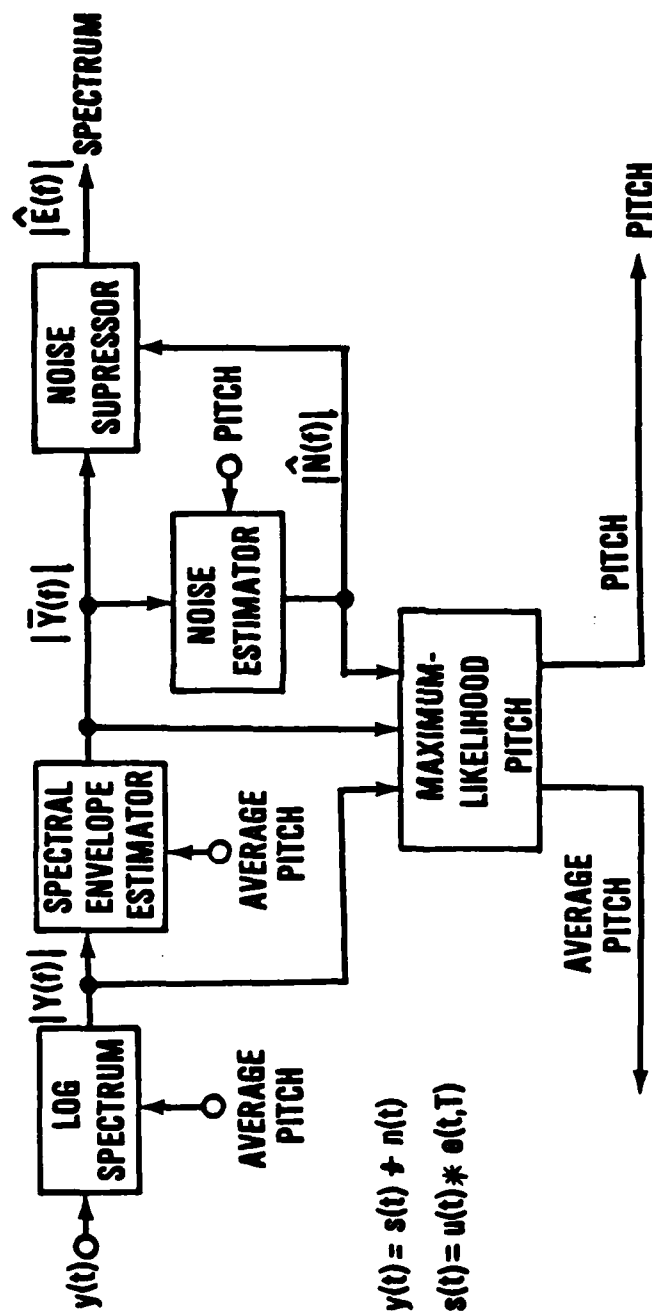 y(t)
LOG
SPECTRUM
AVERAGE
PITCH
|Y(f)|
SPECTRAL
ENVELOPE
ESTIMATOR
AVERAGE
PITCH
|Ȳ(f)|
NOISE
ESTIMATOR
PITCH
|N̂(f)|
NOISE
SUPRESSOR
|Ê(f)|
SPECTRUM
MAXIMUM-
LIKELIHOOD
PITCH
AVERAGE
PITCH
PITCH
PITCH
y(t) = s(t) + n(t)
s(t) = u(t) * e(t,T)